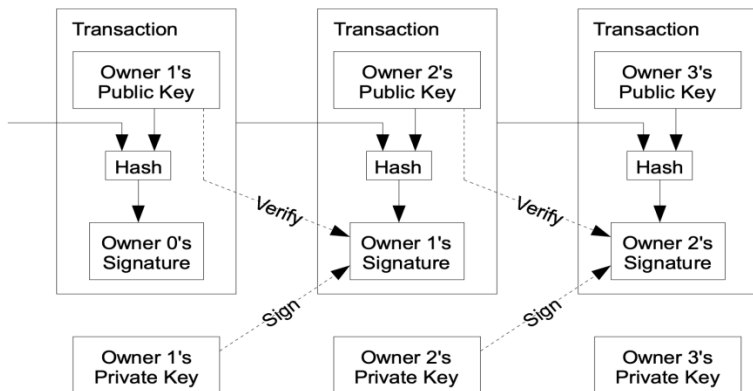 Transaction
Transaction
Transaction
Owner 1's
Public Key
Owner 2's
Public Key
Owner 3's
Public Key
Hash
Hash
Hash
Verify
Verify
Owner 0's
Signature
Owner 1's
Signature
Owner 2's
Signature
Sign
Sign
Owner 1's
Private Key
Owner 2's
Private Key
Owner 3's
Private Key